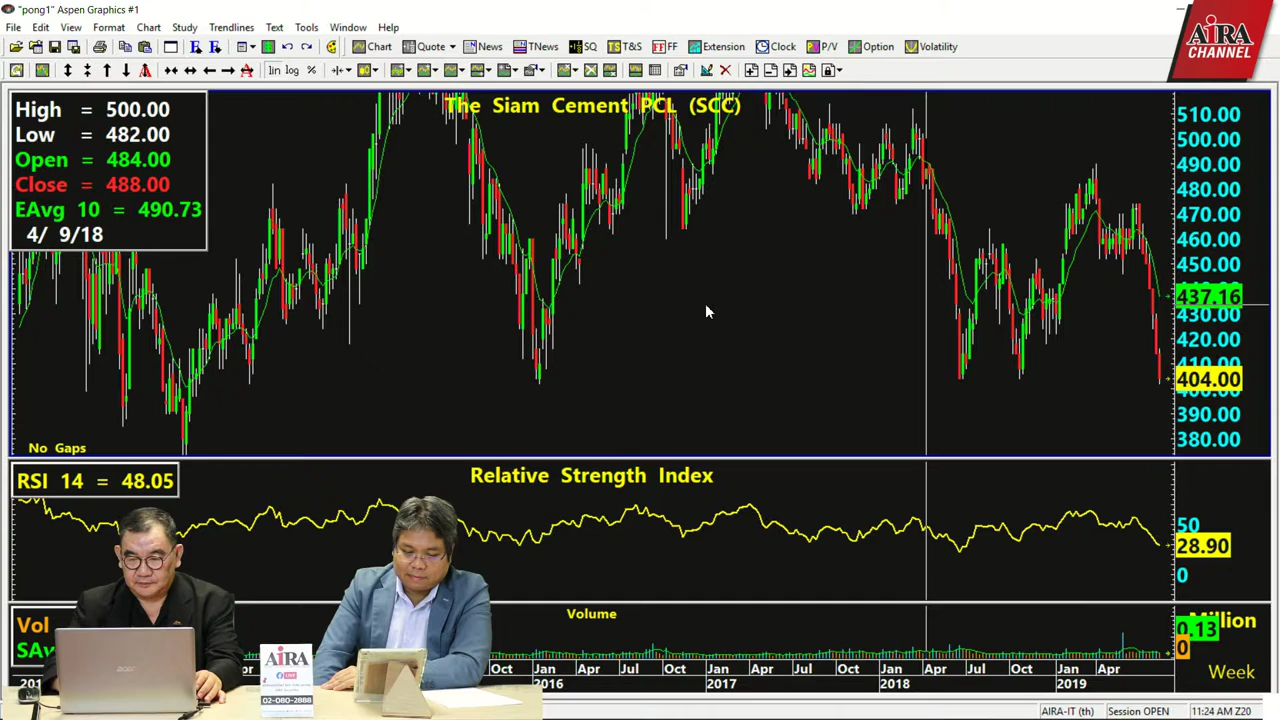 "pong1" Aspen Graphics #1
File Edit View Format Chart Study Trendlines Text Tools Window Help
Chart Quote News TNews SQ T&S FF Extension Clock P/V Option Volatility
lin log %
AiRA
CHANNEL
The Siam Cement PCL (SCC)
High = 500.00
Low = 482.00
Open = 484.00
Close = 488.00
EAvg 10 = 490.73
4/ 9/18
510.00
500.00
490.00
480.00
470.00
460.00
450.00
437.16
430.00
420.00
404.00
390.00
380.00
No Gaps
RSI 14 = 48.05
Relative Strength Index
50
28.90
0
Vol
Volume
Million
0.13
0
Oct Jan Apr Jul Oct Jan Apr Jul Oct Jan Apr Jul Oct Jan Apr
2016 2017 2018 2019
Week
acer
AiRA
LIVE
02-080-2888
AIRA-IT (th) Session OPEN 11:24 AM Z20